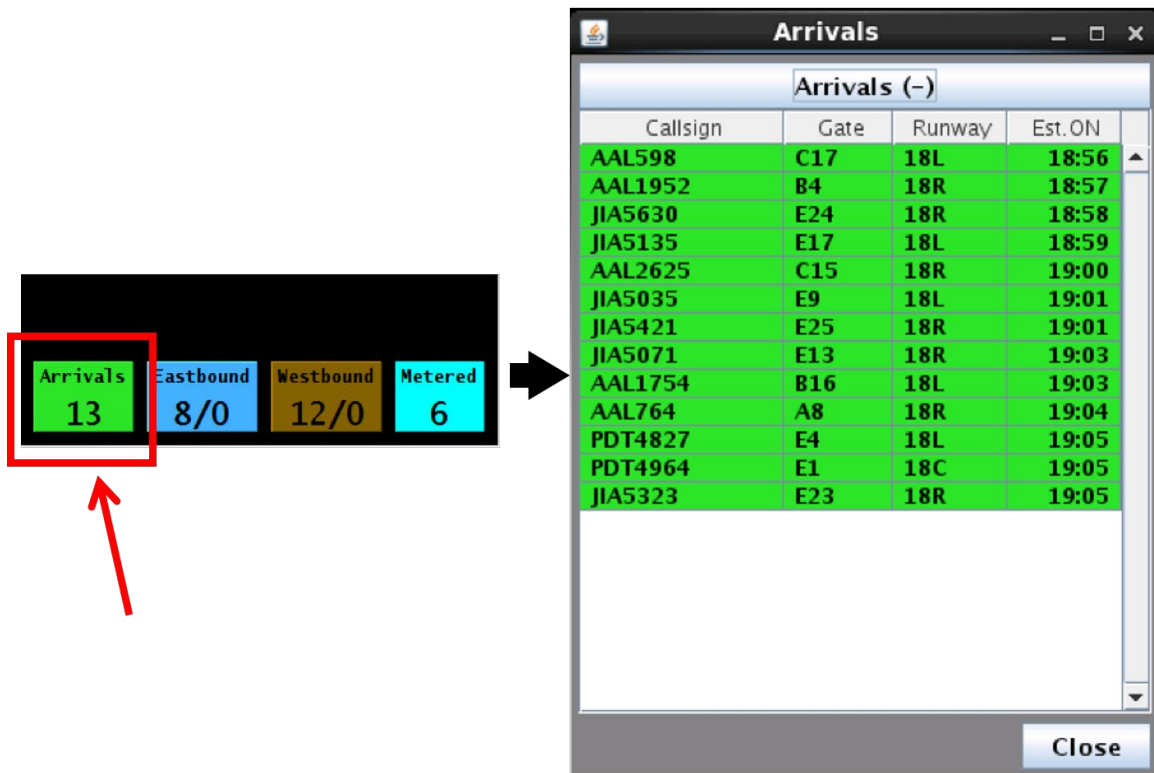 Arrivals
13
Eastbound
8/0
Westbound
12/0
Metered
6
Arrivals
Arrivals (-)
Callsign Gate Runway Est.ON
AAL598 C17 18L 18:56
AAL1952 B4 18R 18:57
JIA5630 E24 18R 18:58
JIA5135 E17 18L 18:59
AAL2625 C15 18R 19:00
JIA5035 E9 18L 19:01
JIA5421 E25 18R 19:01
JIA5071 E13 18R 19:03
AAL1754 B16 18L 19:03
AAL764 A8 18R 19:04
PDT4827 E4 18L 19:05
PDT4964 E1 18C 19:05
JIA5323 E23 18R 19:05
Close